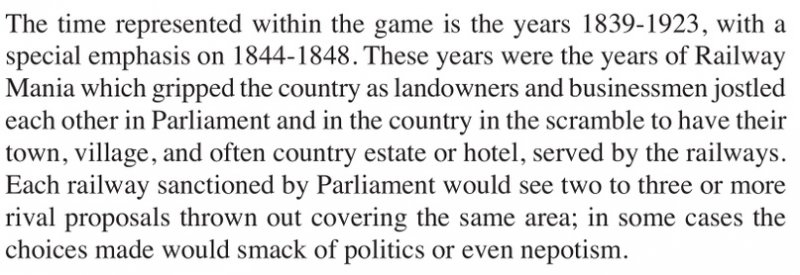 The time represented within the game is the years 1839-1923, with a
special emphasis on 1844-1848. These years were the years of Railway
Mania which gripped the country as landowners and businessmen jostled
each other in Parliament and in the country in the scramble to have their
town, village, and often country estate or hotel, served by the railways.
Each railway sanctioned by Parliament would see two to three or more
rival proposals thrown out covering the same area; in some cases the
choices made would smack of politics or even nepotism.